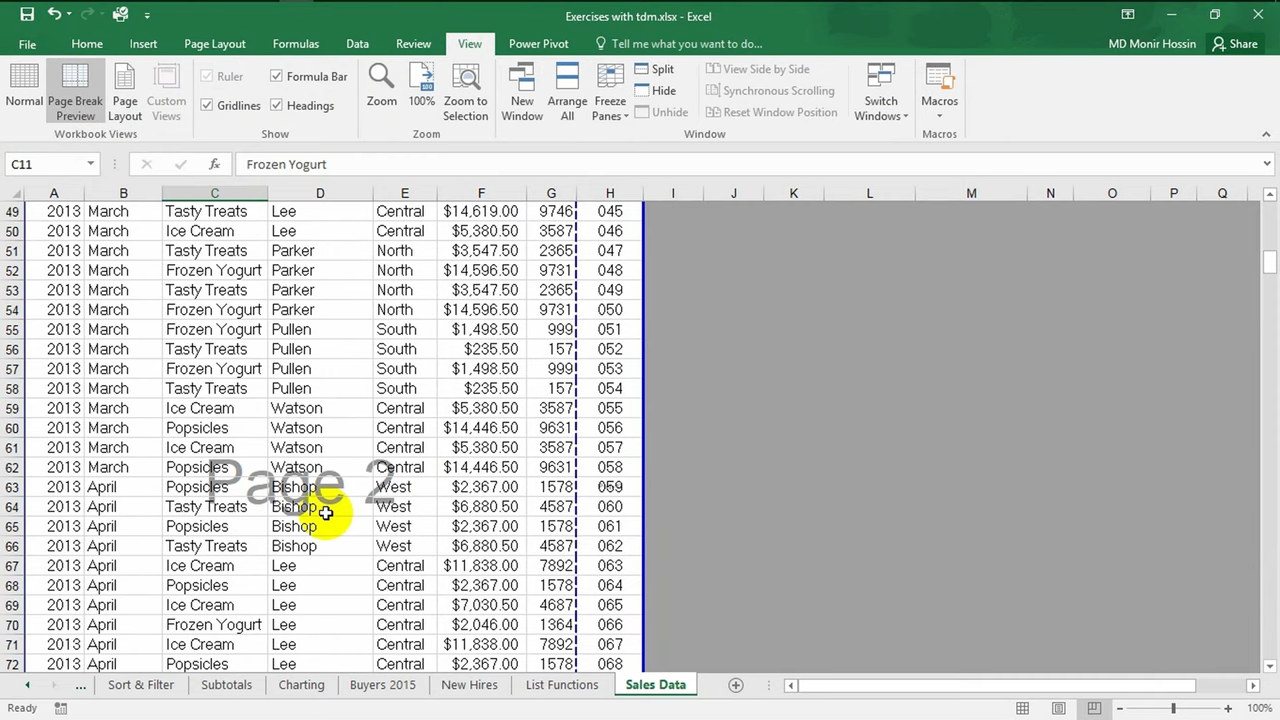 Exercises with tdm.xlsx - Excel
File Home Insert Page Layout Formulas Data Review View Power Pivot Tell me what you want to do... MD Monir Hossin Share
Normal Page Break Preview Page Layout Custom Views Ruler Formula Bar Gridlines Headings Zoom 100% Zoom to Selection New Window Arrange All Freeze Panes Split Hide Unhide View Side by Side Synchronous Scrolling Reset Window Position Switch Windows Macros
Workbook Views Show Zoom Window Macros
C11 fx Frozen Yogurt
A B C D E F G H I J K L M N O P Q
49 2013 March Tasty Treats Lee Central $14,619.00 9746 045
50 2013 March Ice Cream Lee Central $5,380.50 3587 046
51 2013 March Tasty Treats Parker North $3,547.50 2365 047
52 2013 March Frozen Yogurt Parker North $14,596.50 9731 048
53 2013 March Tasty Treats Parker North $3,547.50 2365 049
54 2013 March Frozen Yogurt Parker North $14,596.50 9731 050
55 2013 March Frozen Yogurt Pullen South $1,498.50 999 051
56 2013 March Tasty Treats Pullen South $235.50 157 052
57 2013 March Frozen Yogurt Pullen South $1,498.50 999 053
58 2013 March Tasty Treats Pullen South $235.50 157 054
59 2013 March Ice Cream Watson Central $5,380.50 3587 055
60 2013 March Popsicles Watson Central $14,446.50 9631 056
61 2013 March Ice Cream Watson Central $5,380.50 3587 057
62 2013 March Popsicles Watson Central $14,446.50 9631 058
Page 2
63 2013 April Popsicles Bishop West $2,367.00 1578 059
64 2013 April Tasty Treats Bishop West $6,880.50 4587 060
65 2013 April Popsicles Bishop West $2,367.00 1578 061
66 2013 April Tasty Treats Bishop West $6,880.50 4587 062
67 2013 April Ice Cream Lee Central $11,838.00 7892 063
68 2013 April Popsicles Lee Central $2,367.00 1578 064
69 2013 April Ice Cream Lee Central $7,030.50 4687 065
70 2013 April Frozen Yogurt Lee Central $2,046.00 1364 066
71 2013 April Ice Cream Lee Central $11,838.00 7892 067
72 2013 April Popsicles Lee Central $2,367.00 1578 068
... Sort & Filter Subtotals Charting Buyers 2015 New Hires List Functions Sales Data
Ready 100%